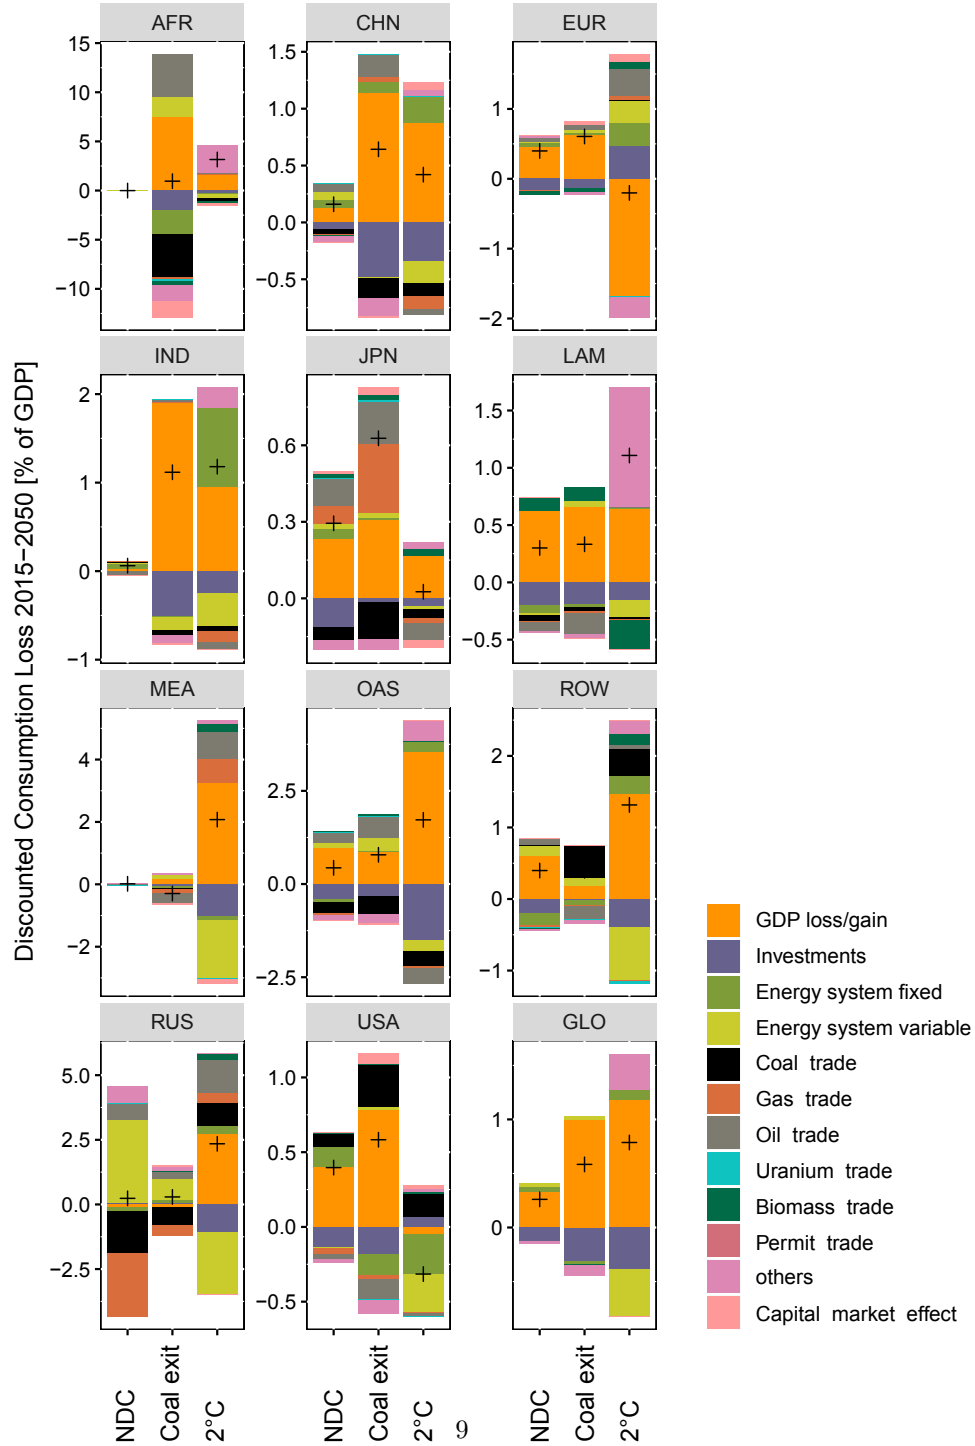 AFR
CHN
EUR
15
10
5
0
−5
−10
1.5
1.0
0.5
0.0
−0.5
1
0
−1
−2
IND
JPN
LAM
2
1
0
−1
0.6
0.3
0.0
1.5
1.0
0.5
0.0
−0.5
Discounted Consumption Loss 2015−2050 [% of GDP]
MEA
OAS
ROW
4
2
0
−2
2.5
0.0
−2.5
2
1
0
−1
RUS
USA
GLO
5.0
2.5
0.0
−2.5
1.0
0.5
0.0
−0.5
1
0
NDC
Coal exit
2°C
NDC
Coal exit
2°C
NDC
Coal exit
2°C
GDP loss/gain
Investments
Energy system fixed
Energy system variable
Coal trade
Gas trade
Oil trade
Uranium trade
Biomass trade
Permit trade
others
Capital market effect
9